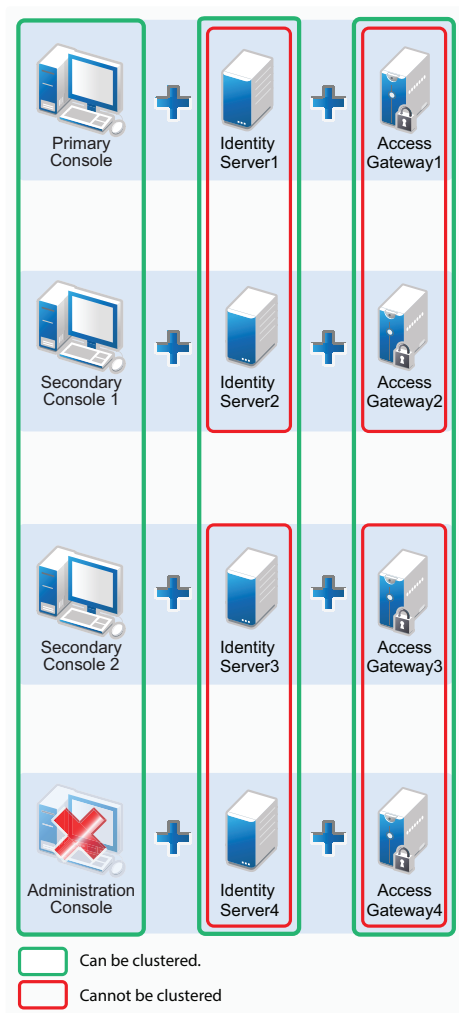 Primary
Console
Identity
Server1
Access
Gateway1
Secondary
Console 1
Identity
Server2
Access
Gateway2
Secondary
Console 2
Identity
Server3
Access
Gateway3
Administration
Console
Identity
Server4
Access
Gateway4
Can be clustered.
Cannot be clustered